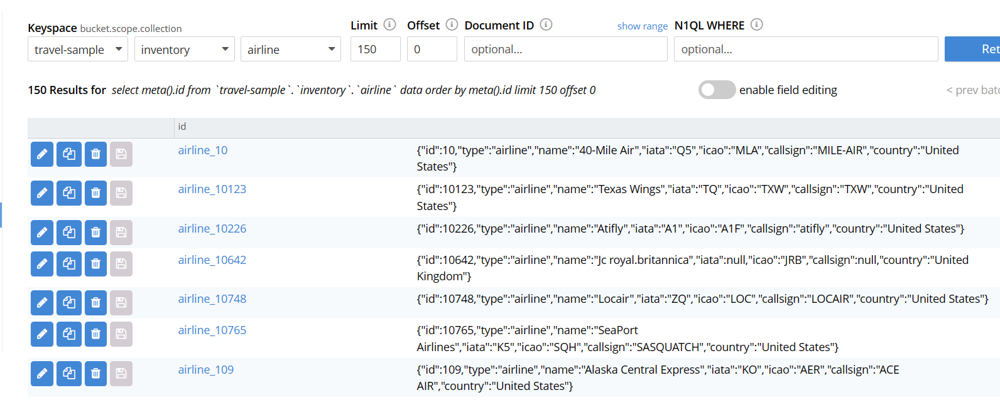 Keyspace bucket.scope.collection Limit Offset Document ID show range N1QL WHERE
travel-sample inventory airline 150 0 optional... optional... Ret
150 Results for select meta().id from `travel-sample`.`inventory`.`airline` data order by meta().id limit 150 offset 0 enable field editing < prev batc
id
airline_10 {"id":10,"type":"airline","name":"40-Mile Air","iata":"Q5","icao":"MLA","callsign":"MILE-AIR","country":"United
States"}
airline_10123 {"id":10123,"type":"airline","name":"Texas Wings","iata":"TQ","icao":"TXW","callsign":"TXW","country":"United
States"}
airline_10226 {"id":10226,"type":"airline","name":"Atifly","iata":"A1","icao":"A1F","callsign":"atifly","country":"United States"}
airline_10642 {"id":10642,"type":"airline","name":"Jc royal.britannica","iata":null,"icao":"JRB","callsign":null,"country":"United
Kingdom"}
airline_10748 {"id":10748,"type":"airline","name":"Locair","iata":"ZQ","icao":"LOC","callsign":"LOCAIR","country":"United States"}
airline_10765 {"id":10765,"type":"airline","name":"SeaPort
Airlines","iata":"K5","icao":"SQH","callsign":"SASQUATCH","country":"United States"}
airline_109 {"id":109,"type":"airline","name":"Alaska Central Express","iata":"KO","icao":"AER","callsign":"ACE
AIR","country":"United States"}